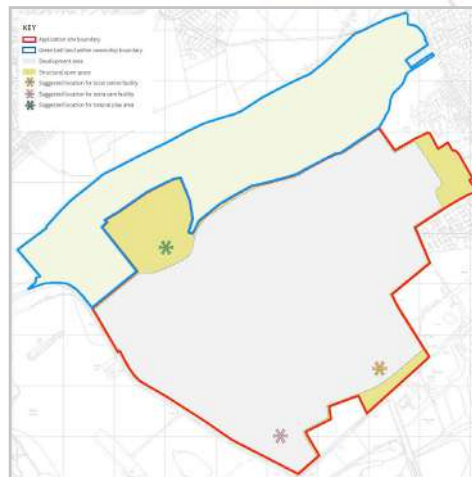 KEY
Application site boundary
Green belt land within ownership boundary
Development area
Structural open space
Suggested location for local centre facility
Suggested location for extra care facility
Suggested location for natural play area